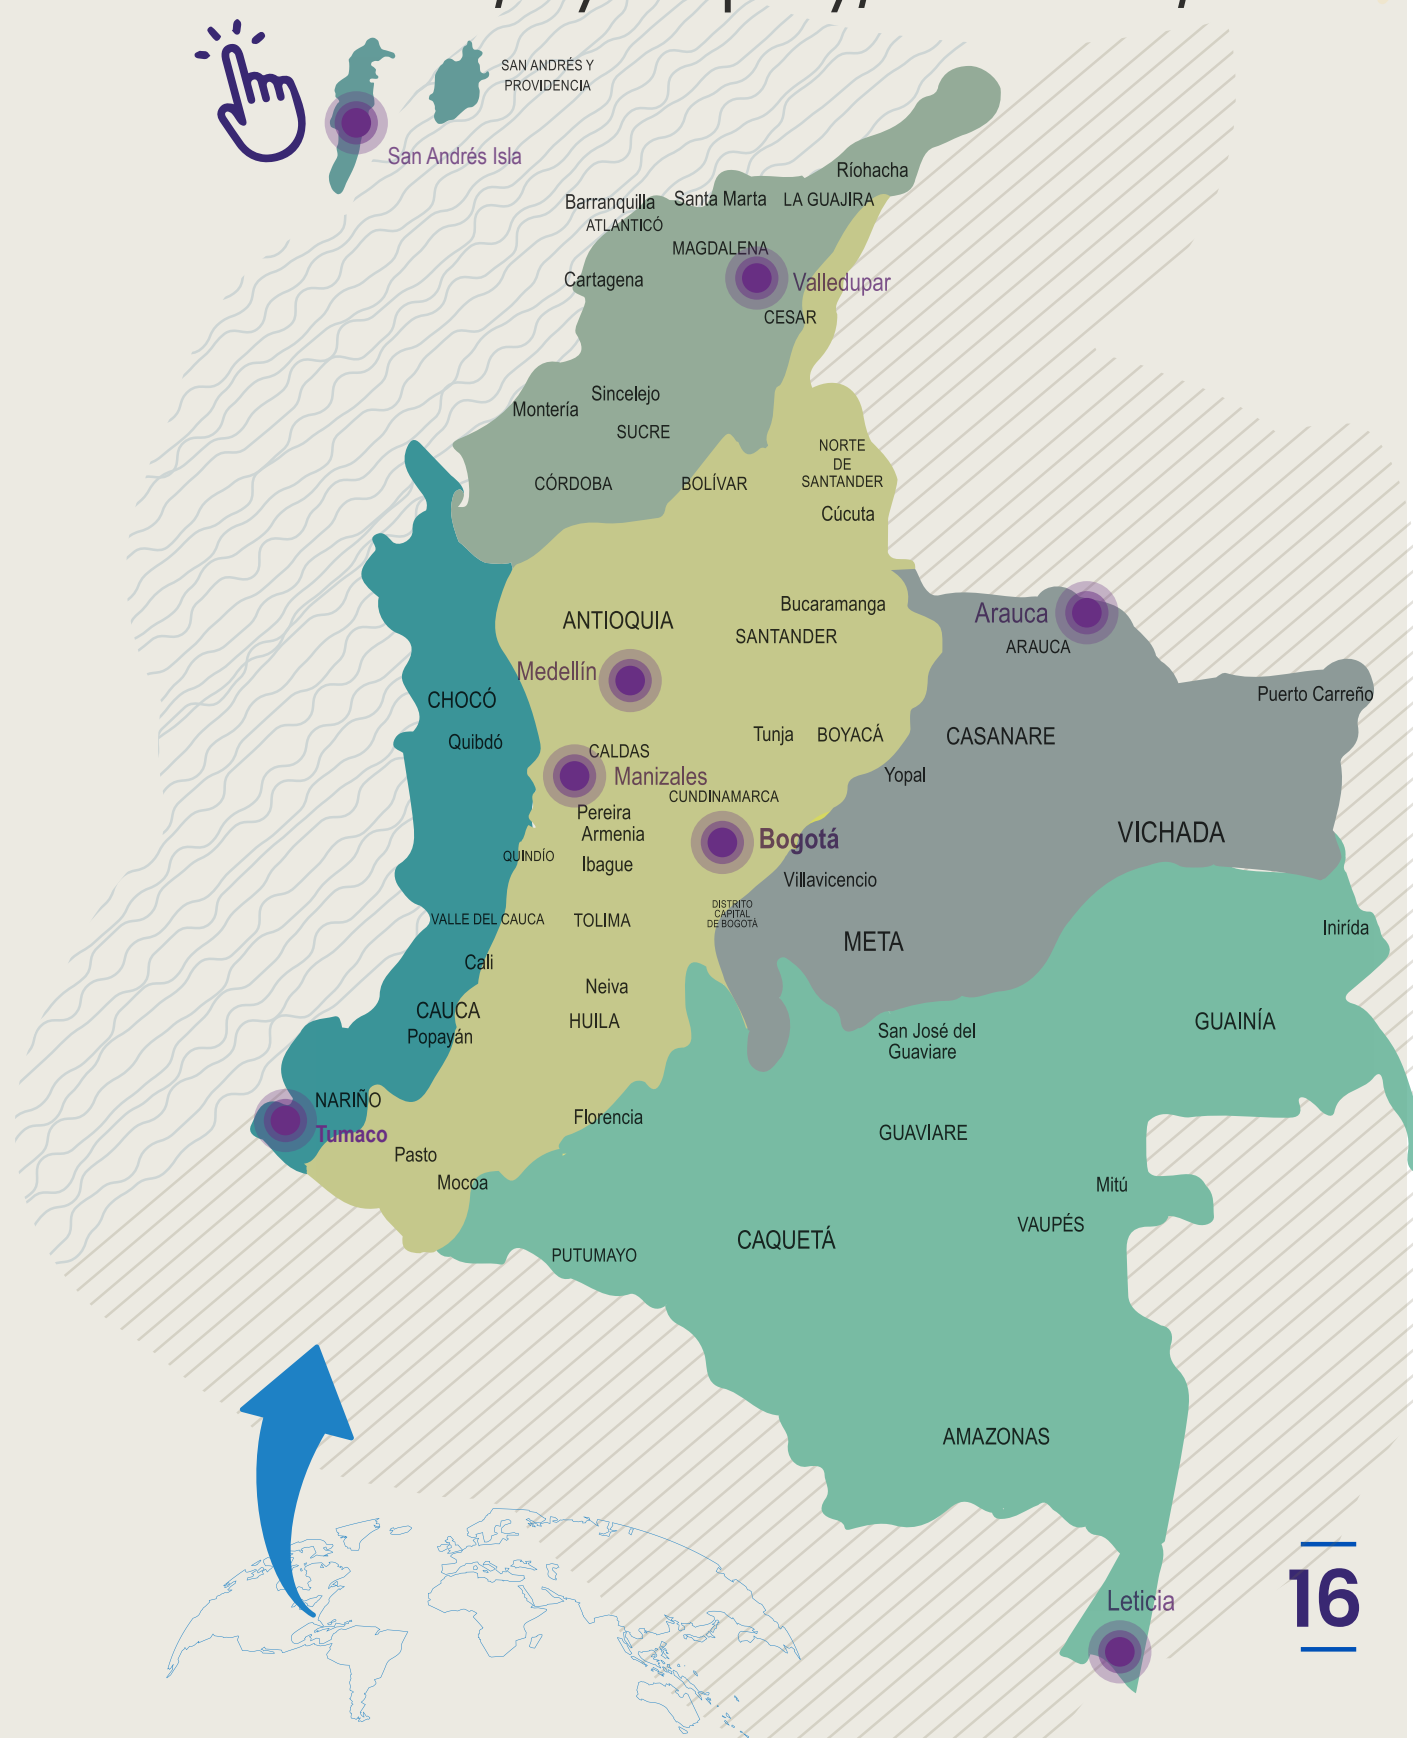 SAN ANDRÉS Y
PROVIDENCIA
San Andrés Isla
Ríohacha
Barranquilla
Santa Marta
LA GUAJIRA
ATLANTICÓ
MAGDALENA
Cartagena
Valledupar
CESAR
Sincelejo
Montería
SUCRE
NORTE
DE
SANTANDER
CÓRDOBA
BOLÍVAR
Cúcuta
Bucaramanga
ANTIOQUIA
SANTANDER
Arauca
ARAUCA
Medellín
CHOCÓ
Puerto Carreño
Quibdó
Tunja
BOYACÁ
CASANARE
CALDAS
Manizales
Yopal
CUNDINAMARCA
Pereira
Armenia
Bogotá
VICHADA
QUINDÍO
Ibague
Villavicencio
DISTRITO
CAPITAL
DE BOGOTÁ
VALLE DEL CAUCA
TOLIMA
META
Inirída
Cali
Neiva
CAUCA
HUILA
Popayán
San José del
Guaviare
GUAINÍA
NARIÑO
Tumaco
Florencia
GUAVIARE
Pasto
Mocoa
Mitú
VAUPÉS
CAQUETÁ
PUTUMAYO
AMAZONAS
Leticia
16